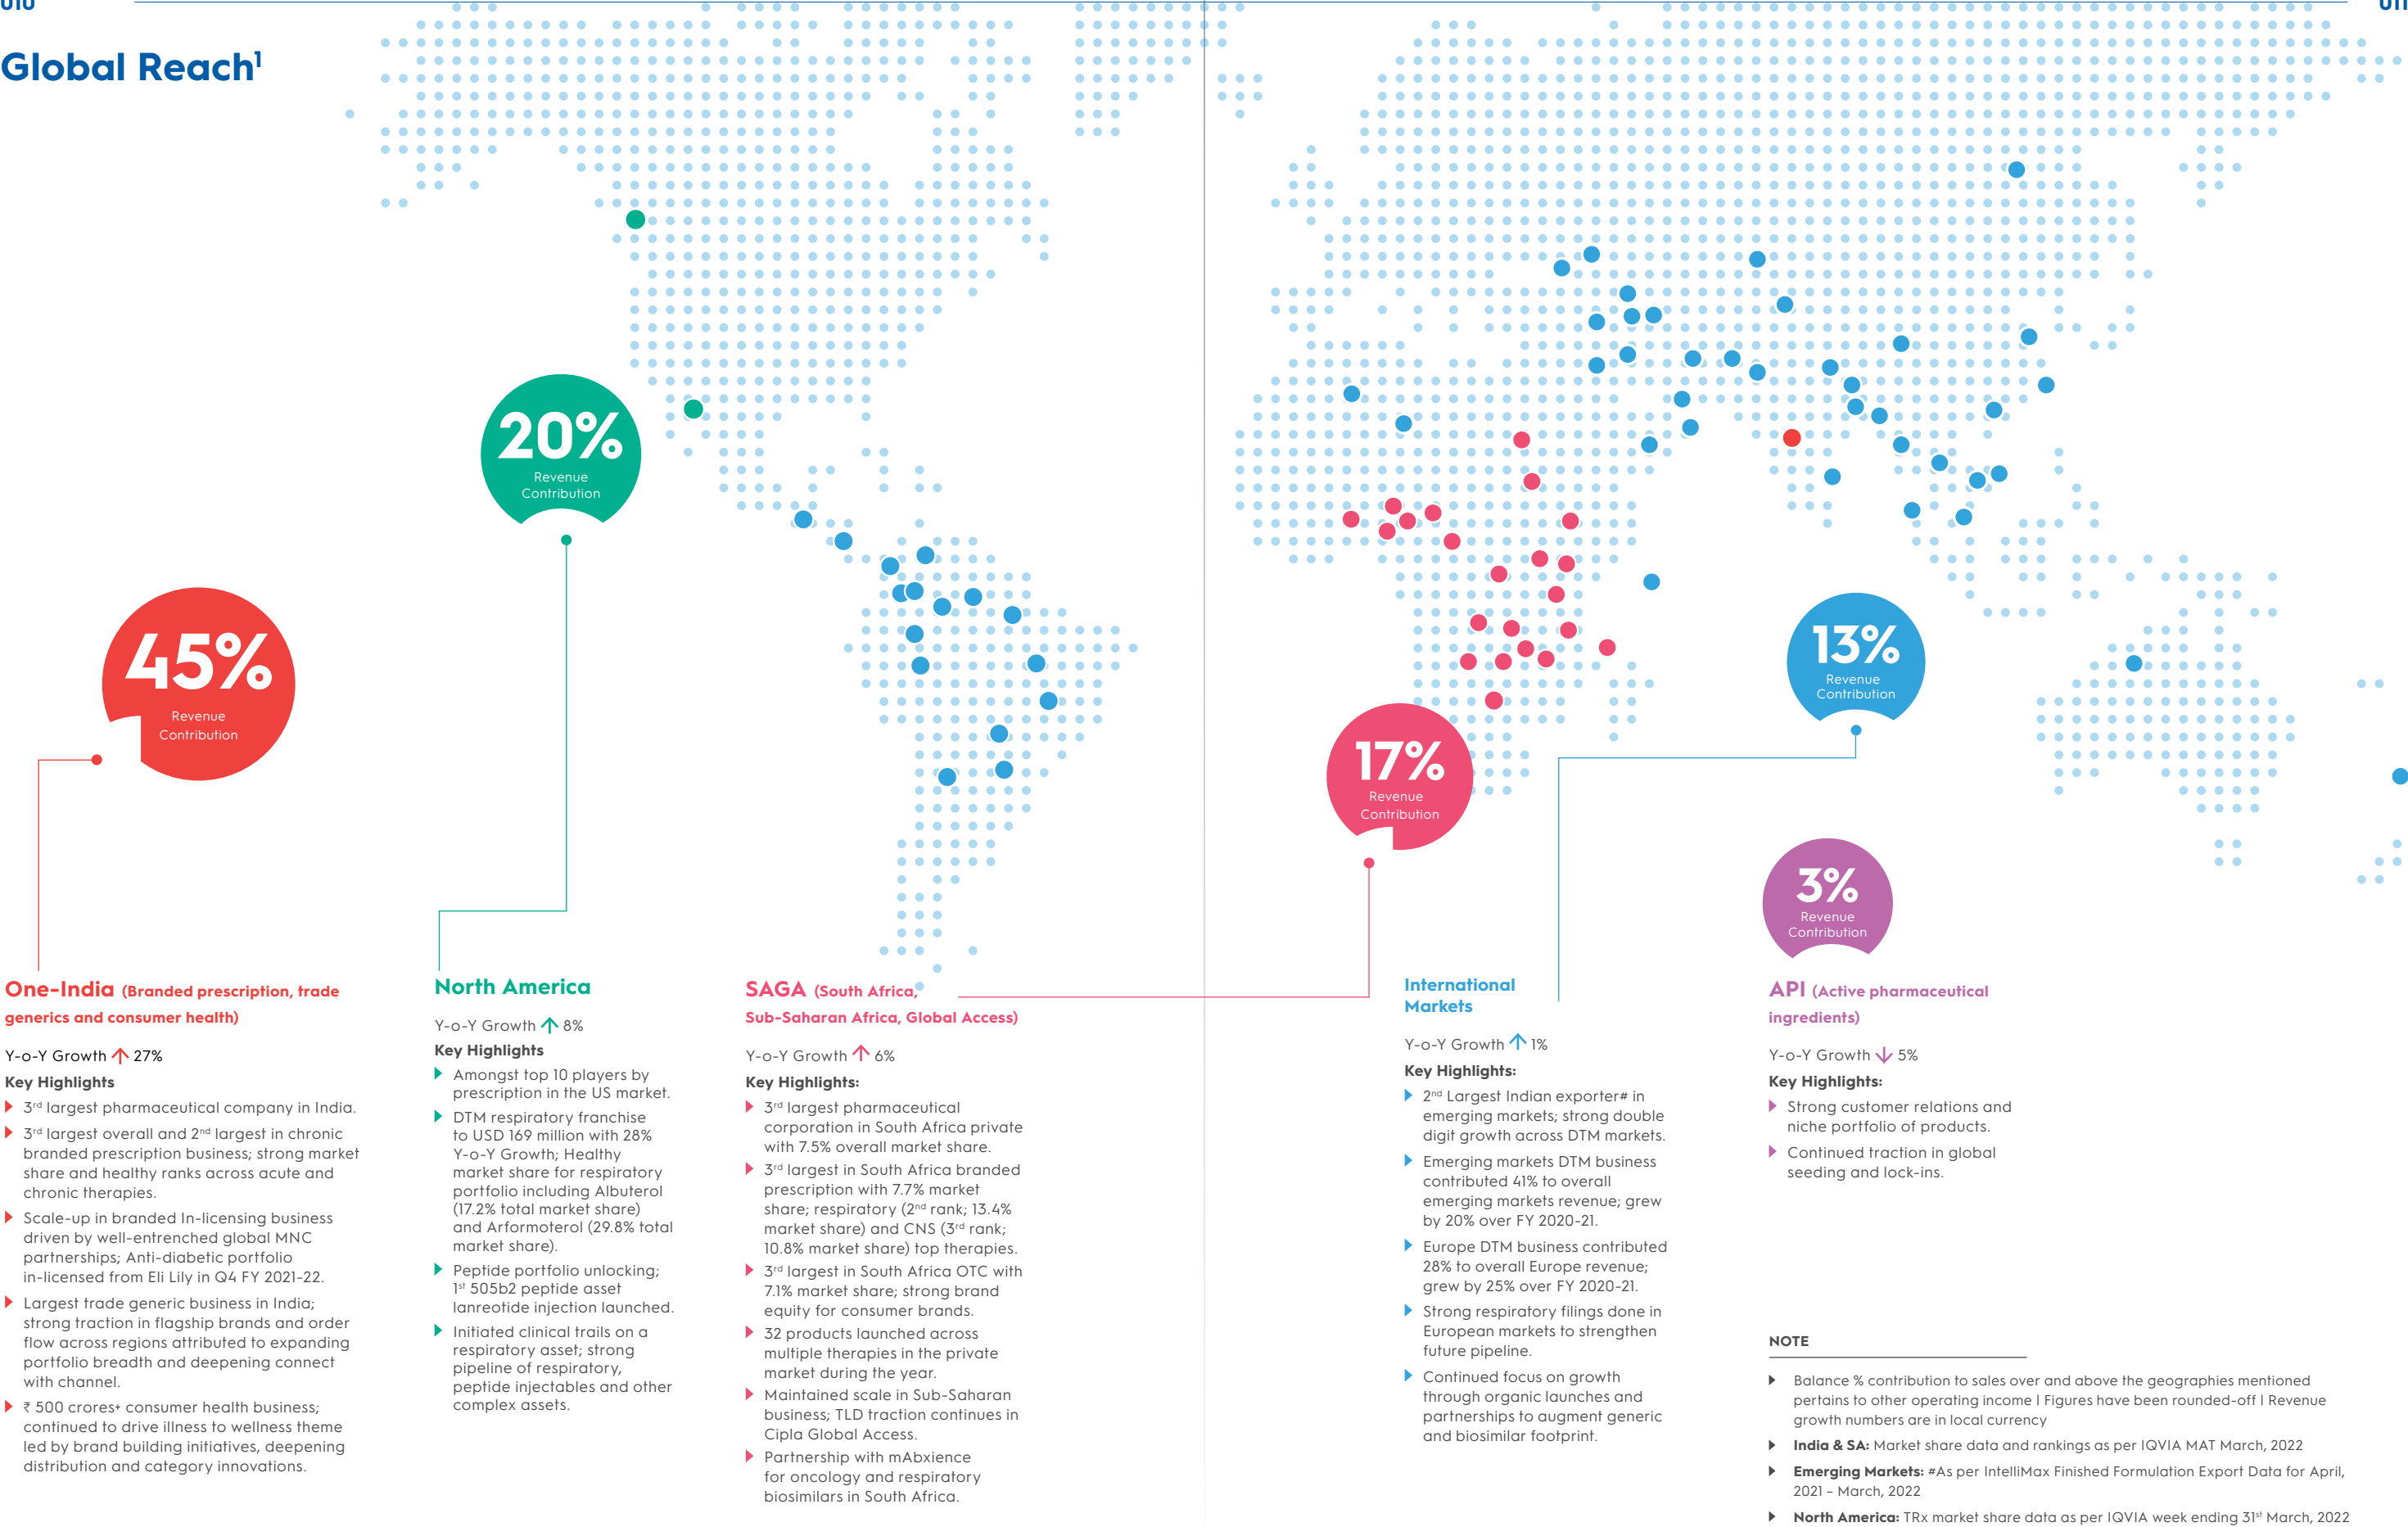 Global Reach¹
20%
Revenue
Contribution
45%
Revenue
Contribution
17%
Revenue
Contribution
13%
Revenue
Contribution
3%
Revenue
Contribution
One-India (Branded prescription, trade
generics and consumer health)
Y-o-Y Growth ↑ 27%
Key Highlights
3rd largest pharmaceutical company in India.
3rd largest overall and 2nd largest in chronic
branded prescription business; strong market
share and healthy ranks across acute and
chronic therapies.
Scale-up in branded In-licensing business
driven by well-entrenched global MNC
partnerships; Anti-diabetic portfolio
in-licensed from Eli Lily in Q4 FY 2021-22.
Largest trade generic business in India;
strong traction in flagship brands and order
flow across regions attributed to expanding
portfolio breadth and deepening connect
with channel.
₹ 500 crores+ consumer health business;
continued to drive illness to wellness theme
led by brand building initiatives, deepening
distribution and category innovations.
North America
Y-o-Y Growth ↑ 8%
Key Highlights
Amongst top 10 players by
prescription in the US market.
DTM respiratory franchise
to USD 169 million with 28%
Y-o-Y Growth; Healthy
market share for respiratory
portfolio including Albuterol
(17.2% total market share)
and Arformoterol (29.8% total
market share).
Peptide portfolio unlocking;
1st 505b2 peptide asset
lanreotide injection launched.
Initiated clinical trails on a
respiratory asset; strong
pipeline of respiratory,
peptide injectables and other
complex assets.
SAGA (South Africa,
Sub-Saharan Africa, Global Access)
Y-o-Y Growth ↑ 6%
Key Highlights:
3rd largest pharmaceutical
corporation in South Africa private
with 7.5% overall market share.
3rd largest in South Africa branded
prescription with 7.7% market
share; respiratory (2nd rank; 13.4%
market share) and CNS (3rd rank;
10.8% market share) top therapies.
3rd largest in South Africa OTC with
7.1% market share; strong brand
equity for consumer brands.
32 products launched across
multiple therapies in the private
market during the year.
Maintained scale in Sub-Saharan
business; TLD traction continues in
Cipla Global Access.
Partnership with mAbxience
for oncology and respiratory
biosimilars in South Africa.
International
Markets
Y-o-Y Growth ↑ 1%
Key Highlights:
2nd Largest Indian exporter# in
emerging markets; strong double
digit growth across DTM markets.
Emerging markets DTM business
contributed 41% to overall
emerging markets revenue; grew
by 20% over FY 2020-21.
Europe DTM business contributed
28% to overall Europe revenue;
grew by 25% over FY 2020-21.
Strong respiratory filings done in
European markets to strengthen
future pipeline.
Continued focus on growth
through organic launches and
partnerships to augment generic
and biosimilar footprint.
API (Active pharmaceutical
ingredients)
Y-o-Y Growth ↓ 5%
Key Highlights:
Strong customer relations and
niche portfolio of products.
Continued traction in global
seeding and lock-ins.
NOTE
Balance % contribution to sales over and above the geographies mentioned
pertains to other operating income | Figures have been rounded-off | Revenue
growth numbers are in local currency
India & SA: Market share data and rankings as per IQVIA MAT March, 2022
Emerging Markets: #As per IntelliMax Finished Formulation Export Data for April,
2021 – March, 2022
North America: TRx market share data as per IQVIA week ending 31st March, 2022